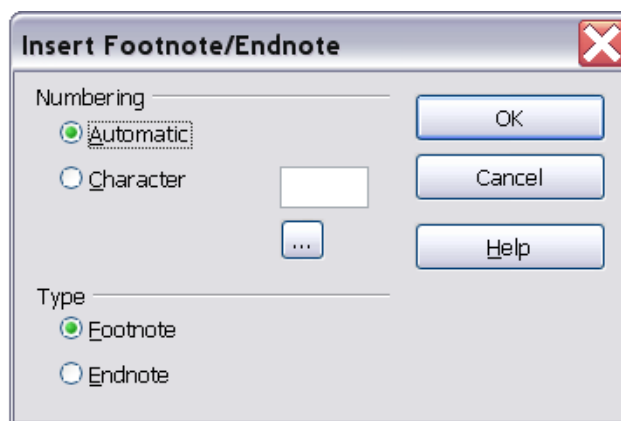 Insert Footnote/Endnote
Numbering
Automatic
Character
...
Type
Footnote
Endnote
OK
Cancel
Help